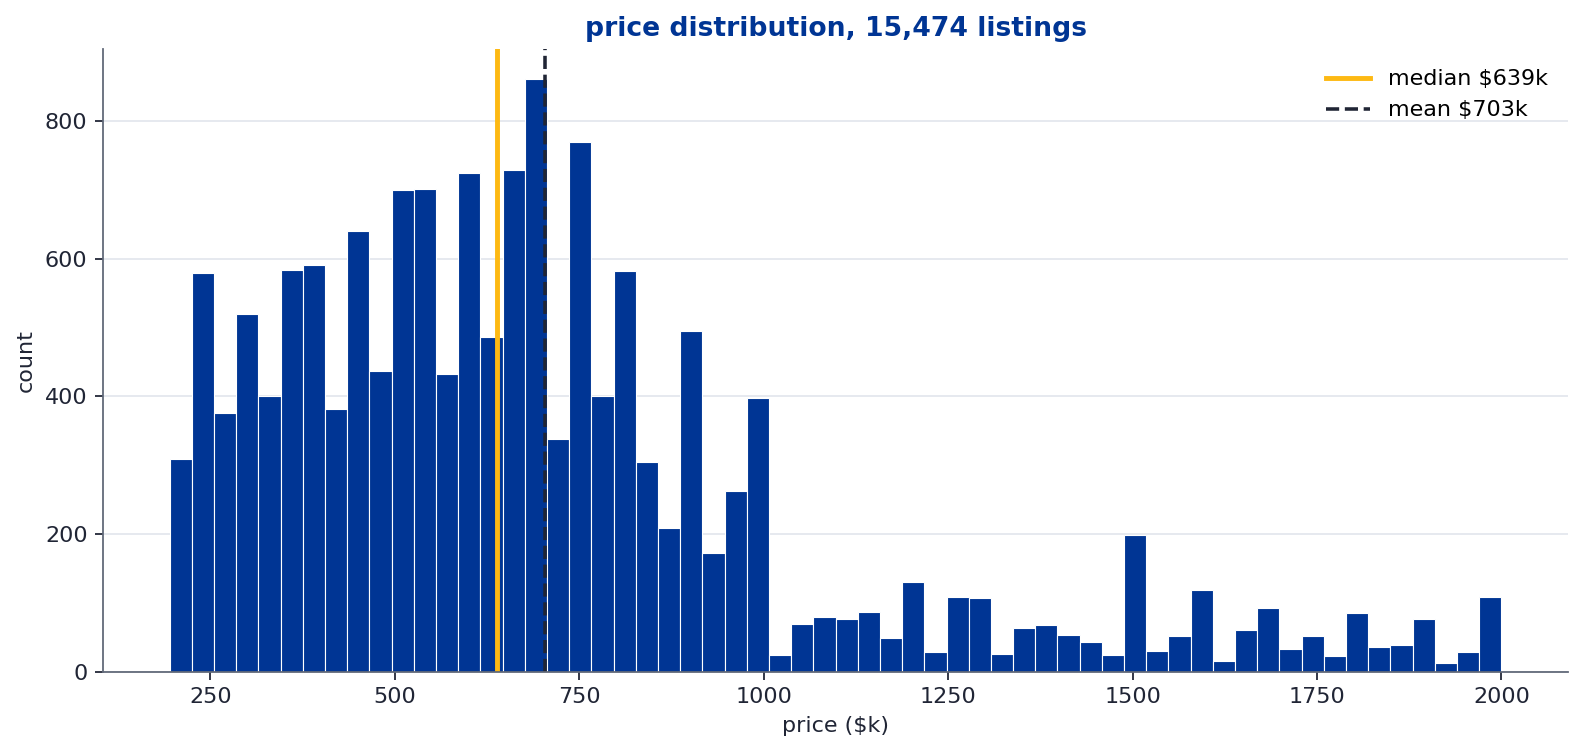 price distribution, 15,474 listings
median $639k
mean $703k
count
800
600
400
200
0
250 500 750 1000 1250 1500 1750 2000
price ($k)